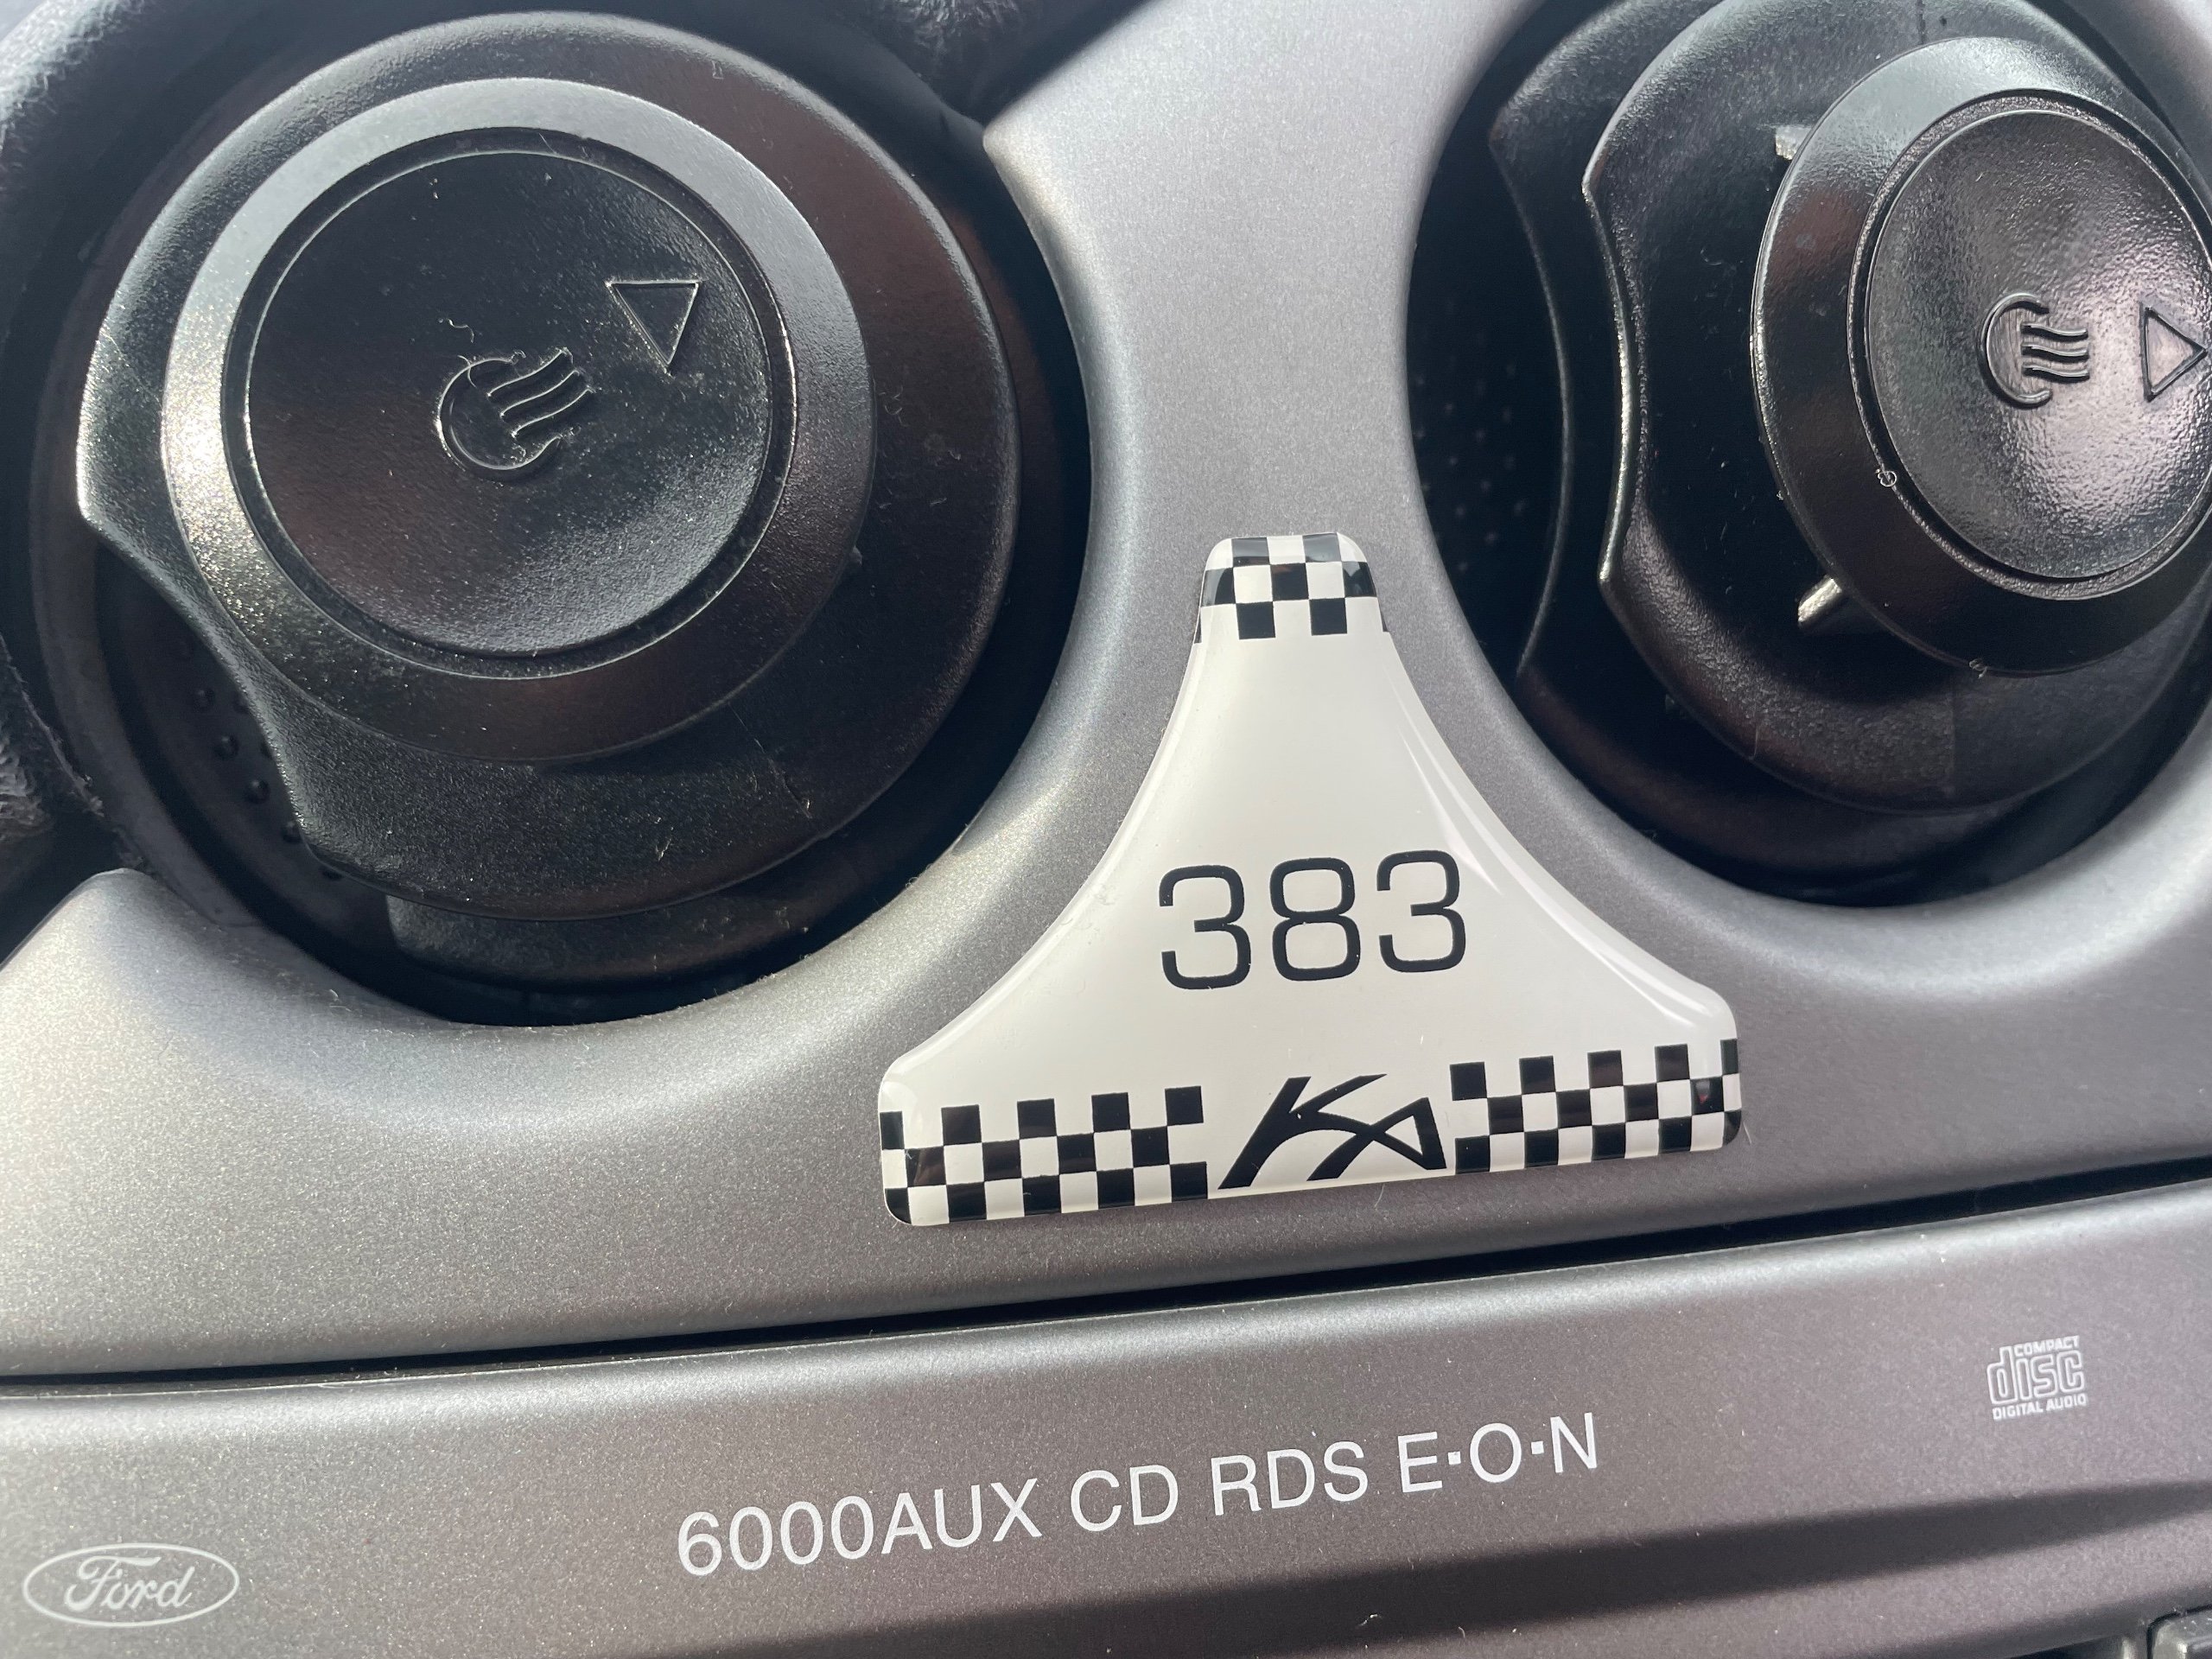 383
KA
COMPACT
disc
DIGITAL AUDIO
6000AUX CD RDS E·O·N
Ford